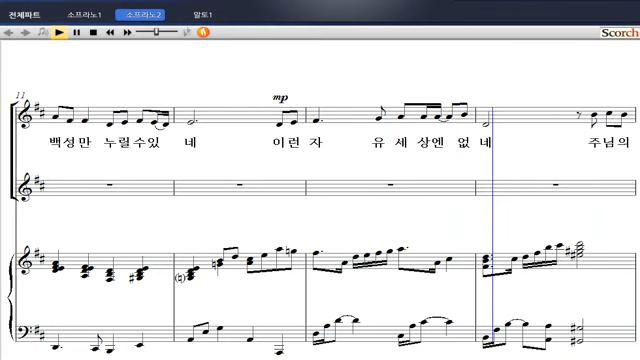 전체파트 소프라노1 소프라노2 알토1
Scorch
11
mp
백성만 누릴수있 네 이런 자 유 세 상엔 없 네 주님의